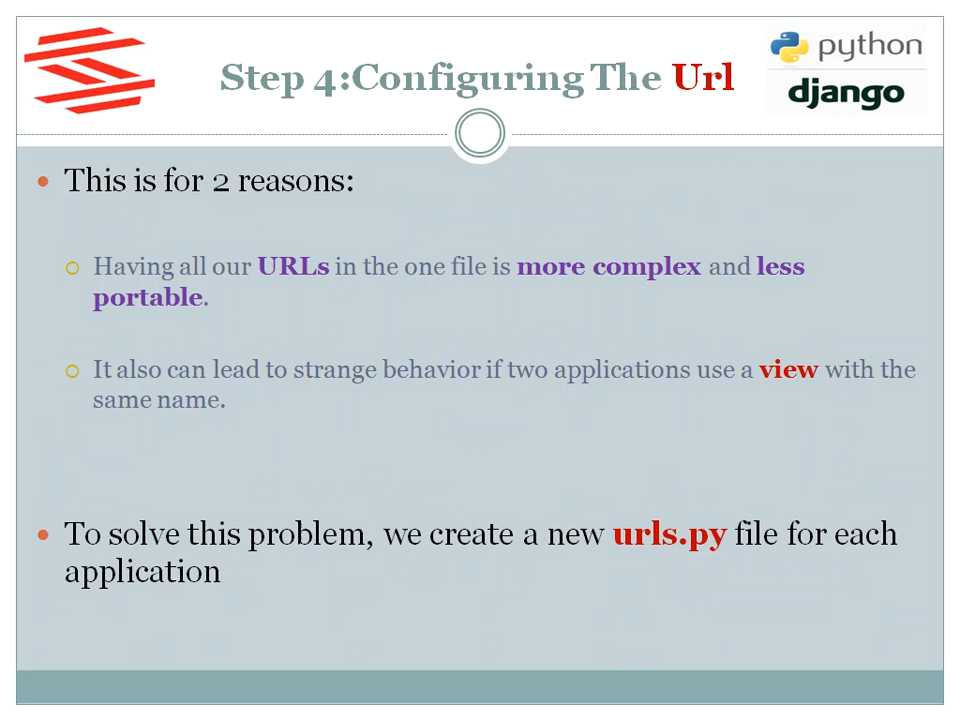 Step 4:Configuring The Url
python
django
This is for 2 reasons:
Having all our URLs in the one file is more complex and less
portable.
It also can lead to strange behavior if two applications use a view with the
same name.
To solve this problem, we create a new urls.py file for each
application